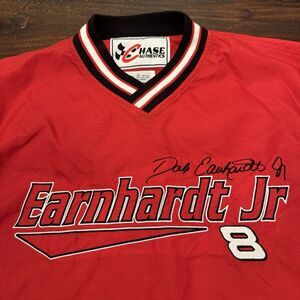 CHASE
AUTHENTICS
Dale Earnhardt Jr
Earnhardt Jr
8